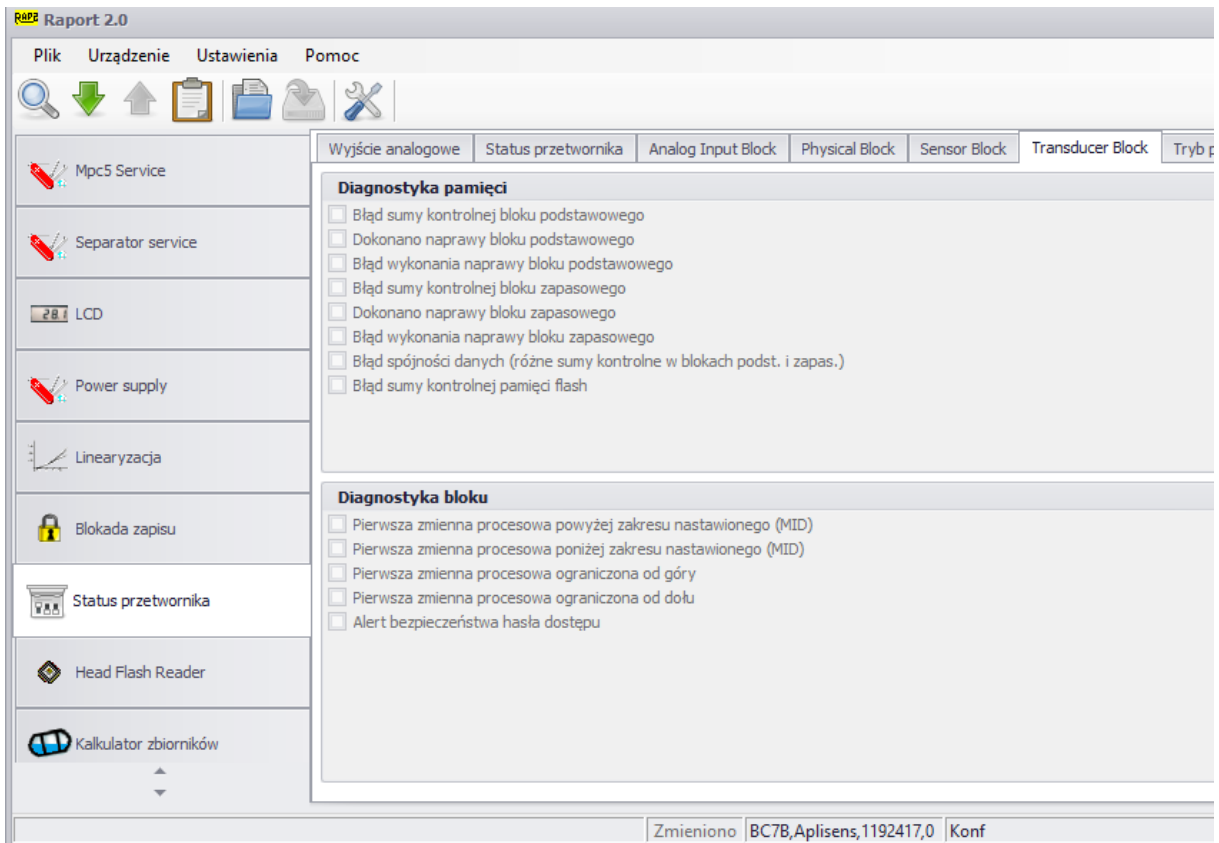 RAP2 Raport 2.0
Plik Urządzenie Ustawienia Pomoc
Wyjście analogowe Status przetwornika Analog Input Block Physical Block Sensor Block Transducer Block Tryb p
Mpc5 Service
Separator service
28.1 LCD
Power supply
Linearyzacja
Blokada zapisu
Status przetwornika
Head Flash Reader
Kalkulator zbiorników
Diagnostyka pamięci
Błąd sumy kontrolnej bloku podstawowego
Dokonano naprawy bloku podstawowego
Błąd wykonania naprawy bloku podstawowego
Błąd sumy kontrolnej bloku zapasowego
Dokonano naprawy bloku zapasowego
Błąd wykonania naprawy bloku zapasowego
Błąd spójności danych (różne sumy kontrolne w blokach podst. i zapas.)
Błąd sumy kontrolnej pamięci flash
Diagnostyka bloku
Pierwsza zmienna procesowa powyżej zakresu nastawionego (MID)
Pierwsza zmienna procesowa poniżej zakresu nastawionego (MID)
Pierwsza zmienna procesowa ograniczona od góry
Pierwsza zmienna procesowa ograniczona od dołu
Alert bezpieczeństwa hasła dostępu
Zmieniono BC7B,Aplisens,1192417,0 Konf